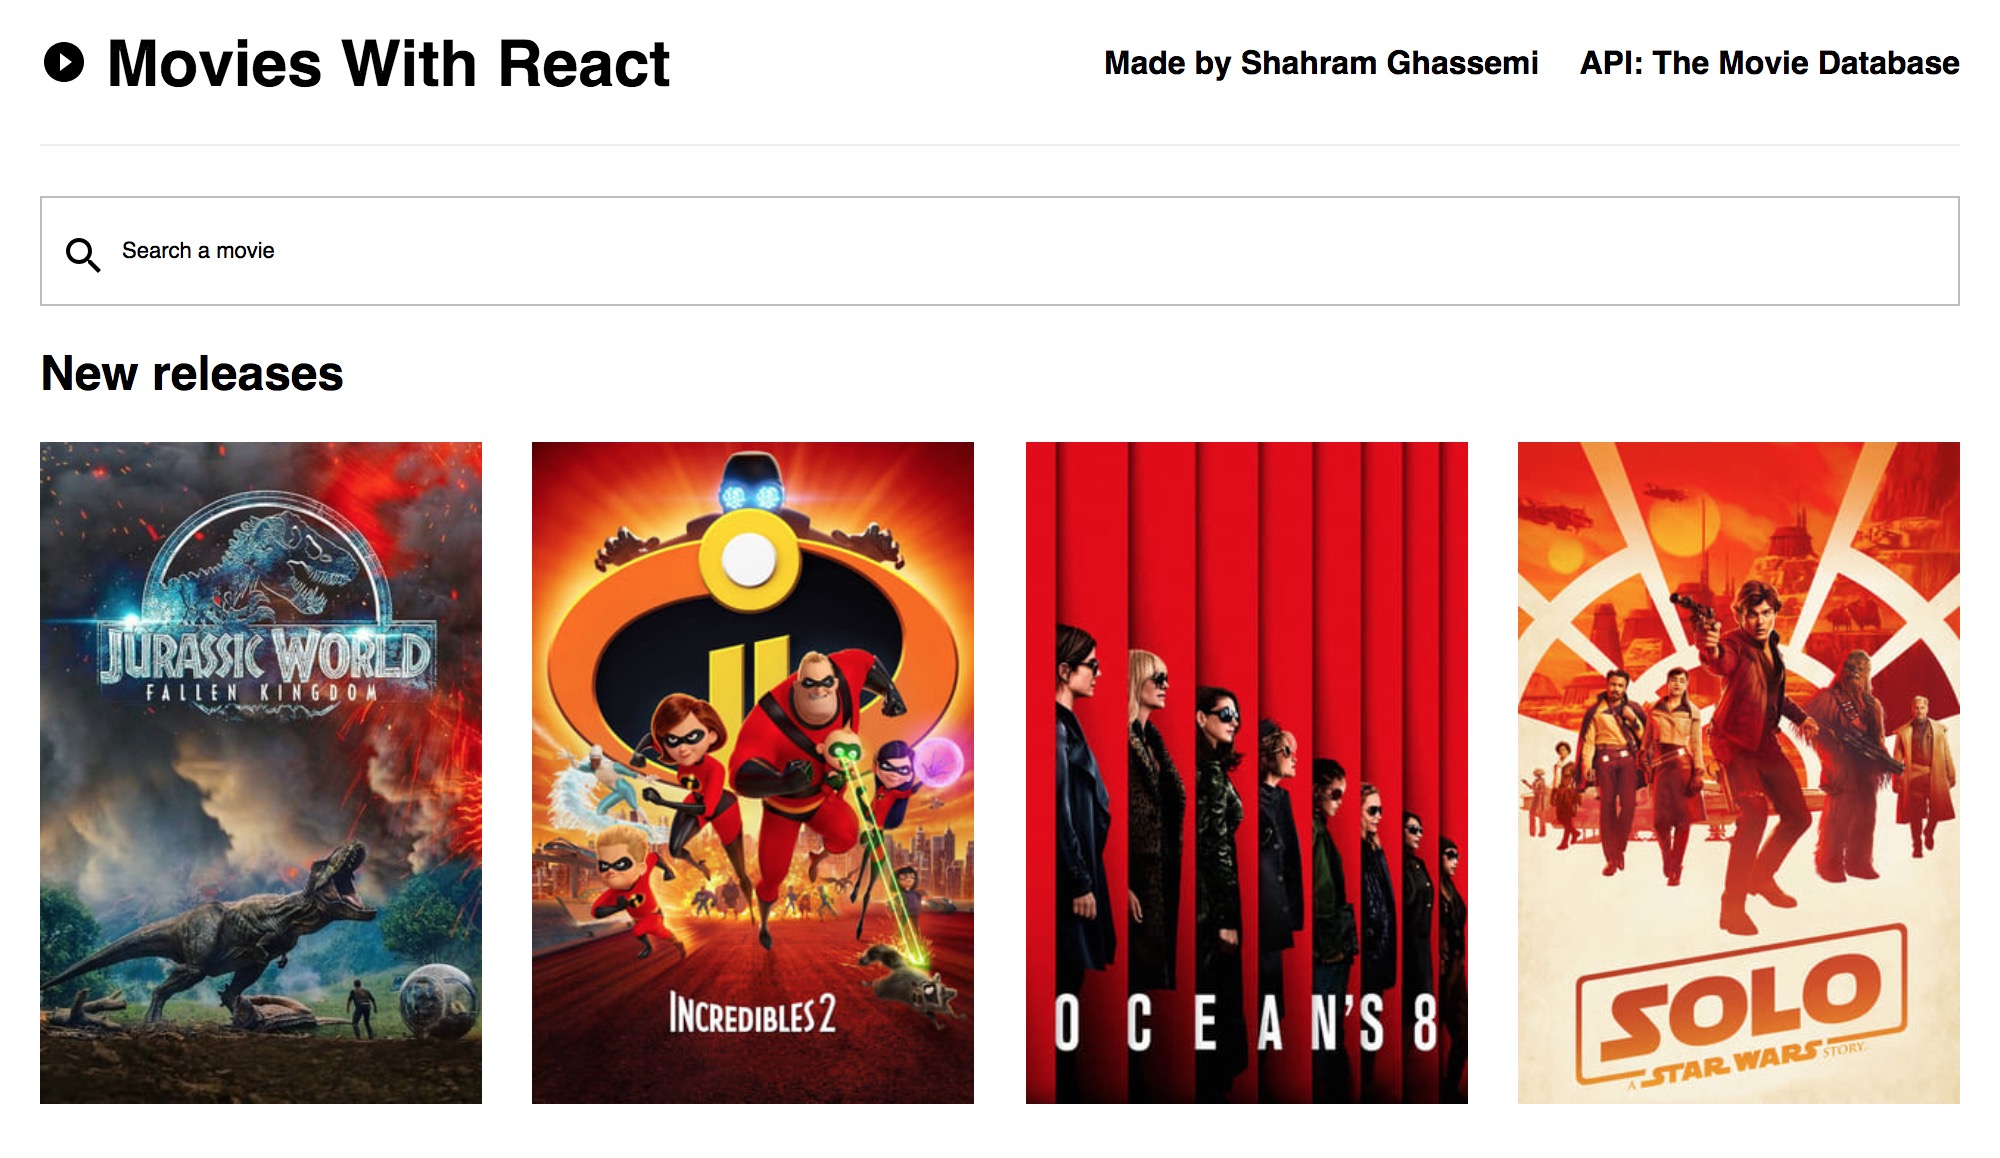 Movies With React
Made by Shahram Ghassemi
API: The Movie Database
Search a movie
New releases
JURASSIC WORLD
FALLEN KINGDOM
INCREDIBLES 2
OCEAN'S 8
SOLO
A STAR WARS STORY